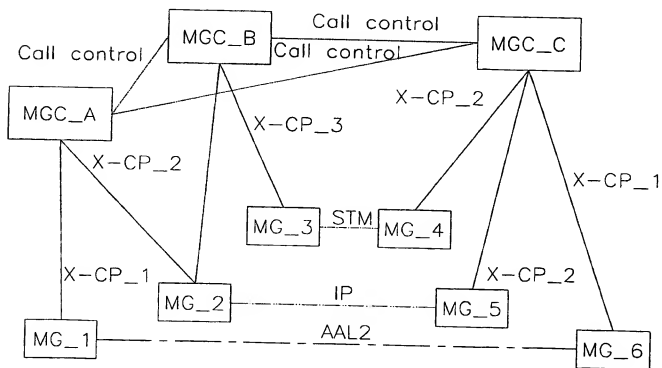 Call control
MGC_B
Call control
Call control
MGC_C
MGC_A
X-CP_2
X-CP_3
X-CP_2
X-CP_1
MG_3
STM
MG_4
X-CP_1
X-CP_2
MG_2
IP
MG_5
MG_1
AAL2
MG_6